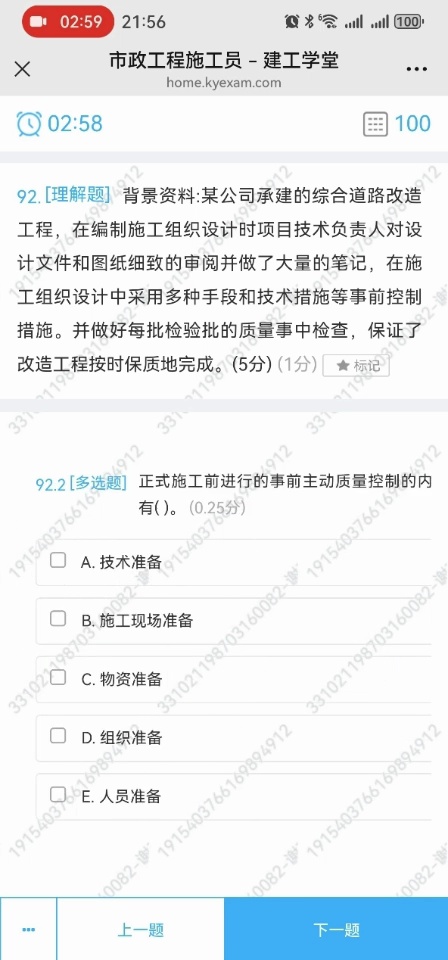 02:59 21:56 100
市政工程施工员 – 建工学堂
home.kyexam.com
02:58 100
92.[理解题] 背景资料:某公司承建的综合道路改造
工程，在编制施工组织设计时项目技术负责人对设
计文件和图纸细致的审阅并做了大量的笔记，在施
工组织设计中采用多种手段和技术措施等事前控制
措施。并做好每批检验批的质量事中检查，保证了
改造工程按时保质地完成。(5分) (1分) ★ 标记
92.2 [多选题] 正式施工前进行的事前主动质量控制的内
有( )。 (0.25分)
A. 技术准备
B. 施工现场准备
C. 物资准备
D. 组织准备
E. 人员准备
上一题 下一题